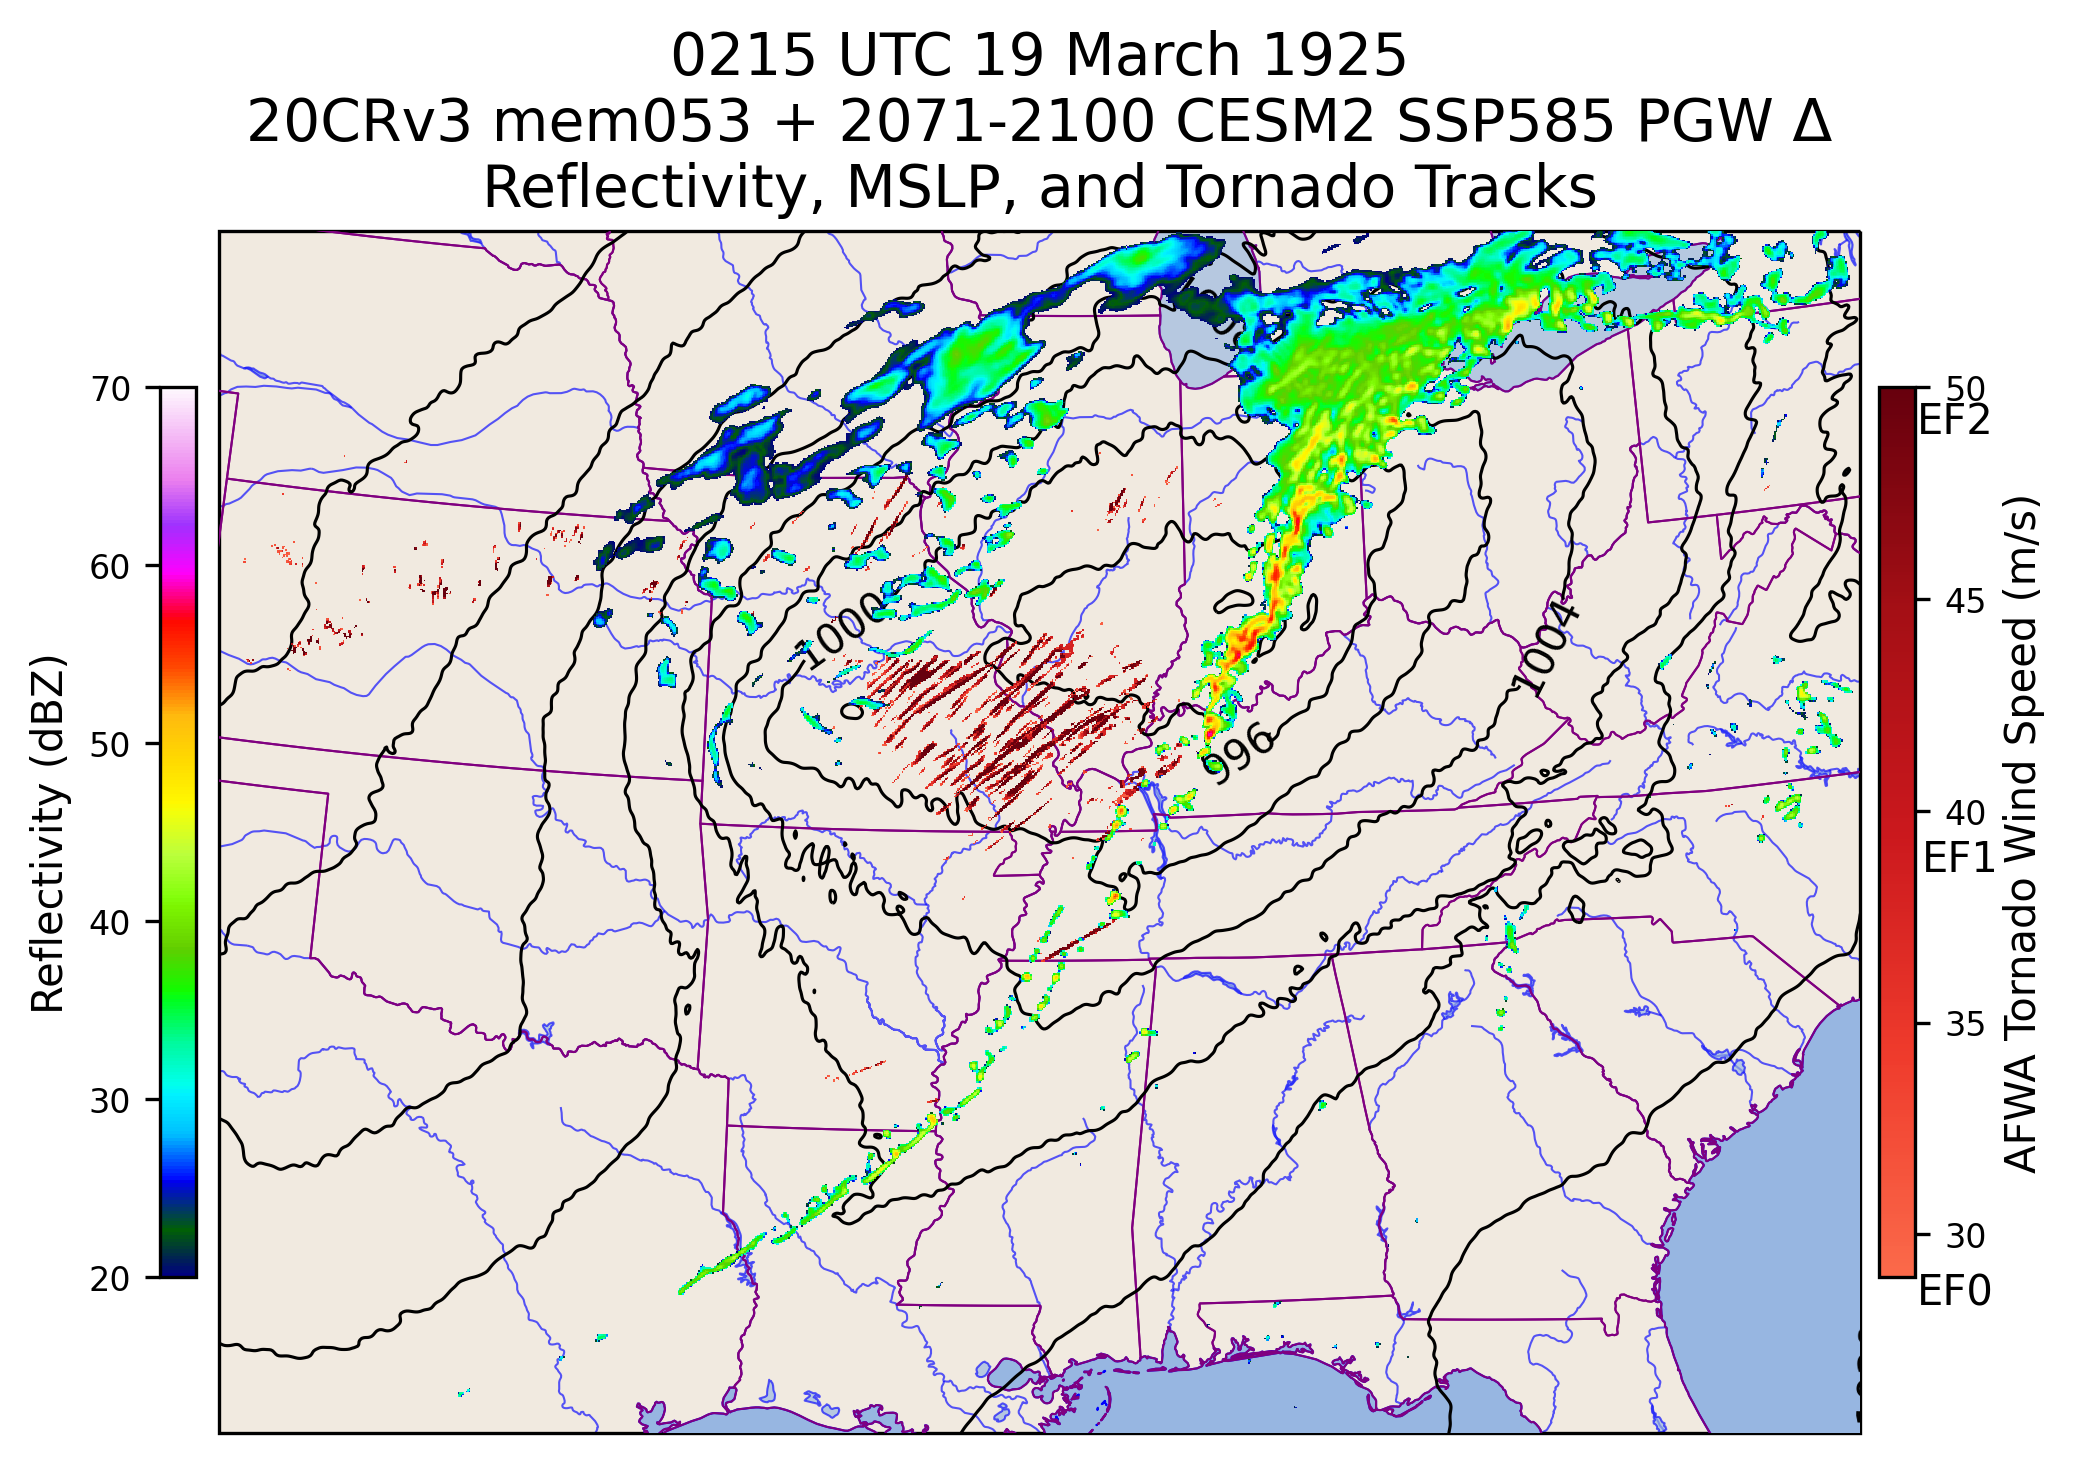 0215 UTC 19 March 1925
20CRv3 mem053 + 2071-2100 CESM2 SSP585 PGW Δ
Reflectivity, MSLP, and Tornado Tracks
Reflectivity (dBZ)
70
60
50
40
30
20
1000
1004
996
50
EF2
45
40
EF1
35
30
EF0
AFWA Tornado Wind Speed (m/s)